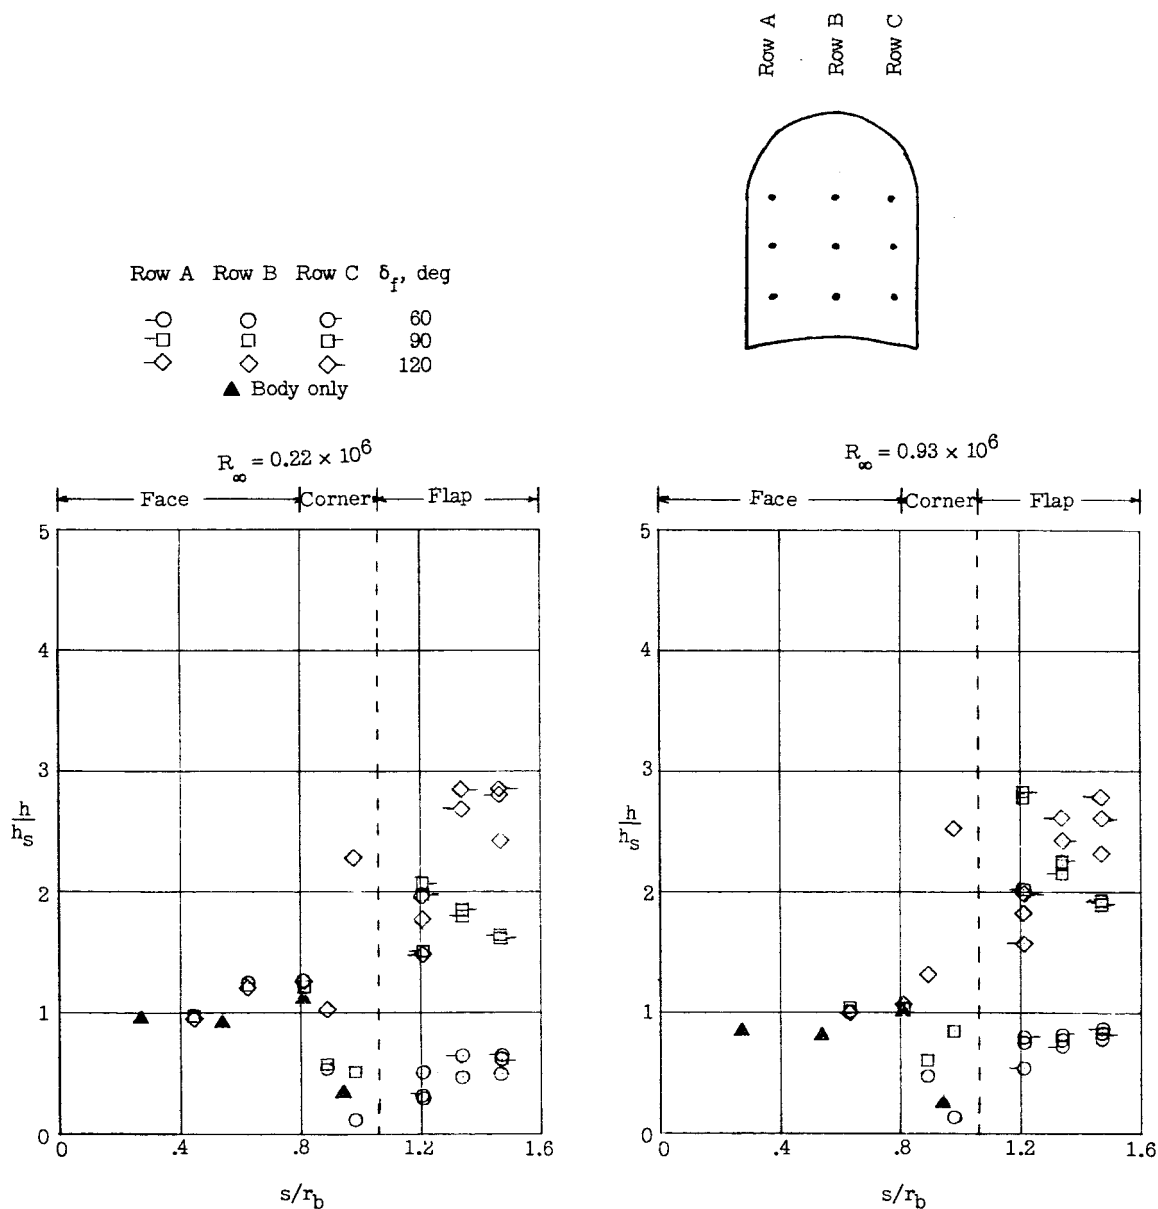 Row A
Row B
Row C
Row A Row B Row C δf, deg
60
90
120
Body only
R∞ = 0.22 × 10^6
Face Corner Flap
5
4
3
2
1
0
h/hs
0 .4 .8 1.2 1.6
s/rb
R∞ = 0.93 × 10^6
Face Corner Flap
5
4
3
2
1
0
h/hs
0 .4 .8 1.2 1.6
s/rb